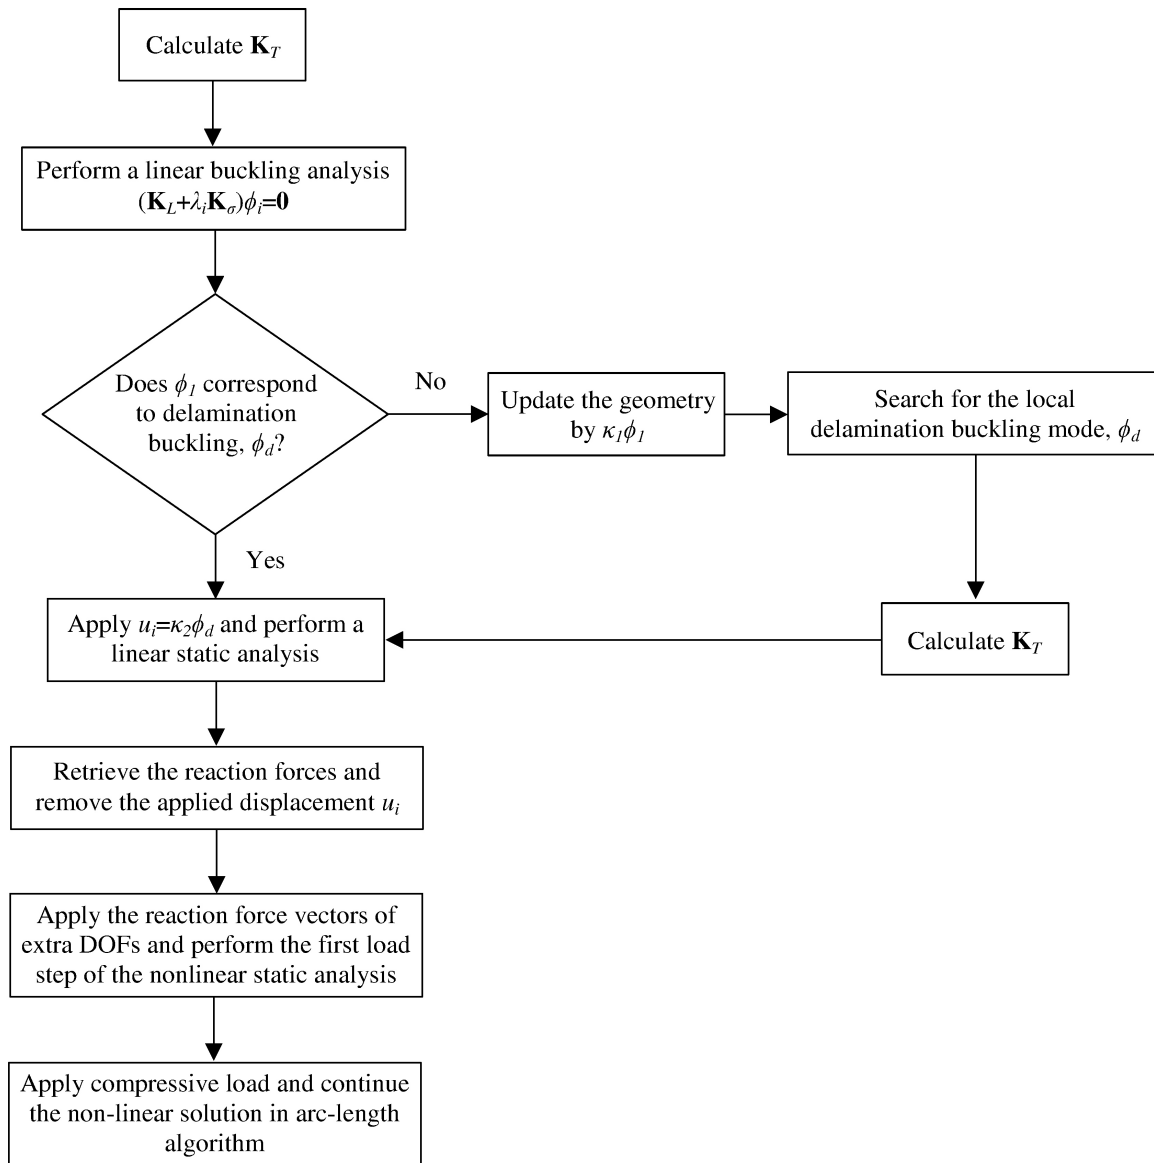 Calculate K_T
Perform a linear buckling analysis
(K_L+λ_iK_σ)ϕ_i=0
Does ϕ_1 correspond
to delamination
buckling, ϕ_d?
No
Update the geometry
by κ_1ϕ_1
Search for the local
delamination buckling mode, ϕ_d
Yes
Apply u_i=κ_2ϕ_d and perform a
linear static analysis
Calculate K_T
Retrieve the reaction forces and
remove the applied displacement u_i
Apply the reaction force vectors of
extra DOFs and perform the first load
step of the nonlinear static analysis
Apply compressive load and continue
the non-linear solution in arc-length
algorithm